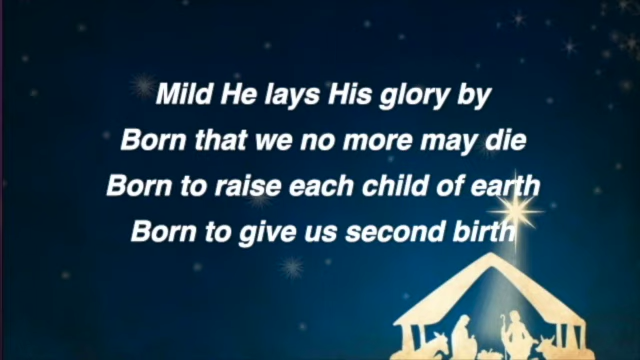 Mild He lays His glory by
Born that we no more may die
Born to raise each child of earth
Born to give us second birth